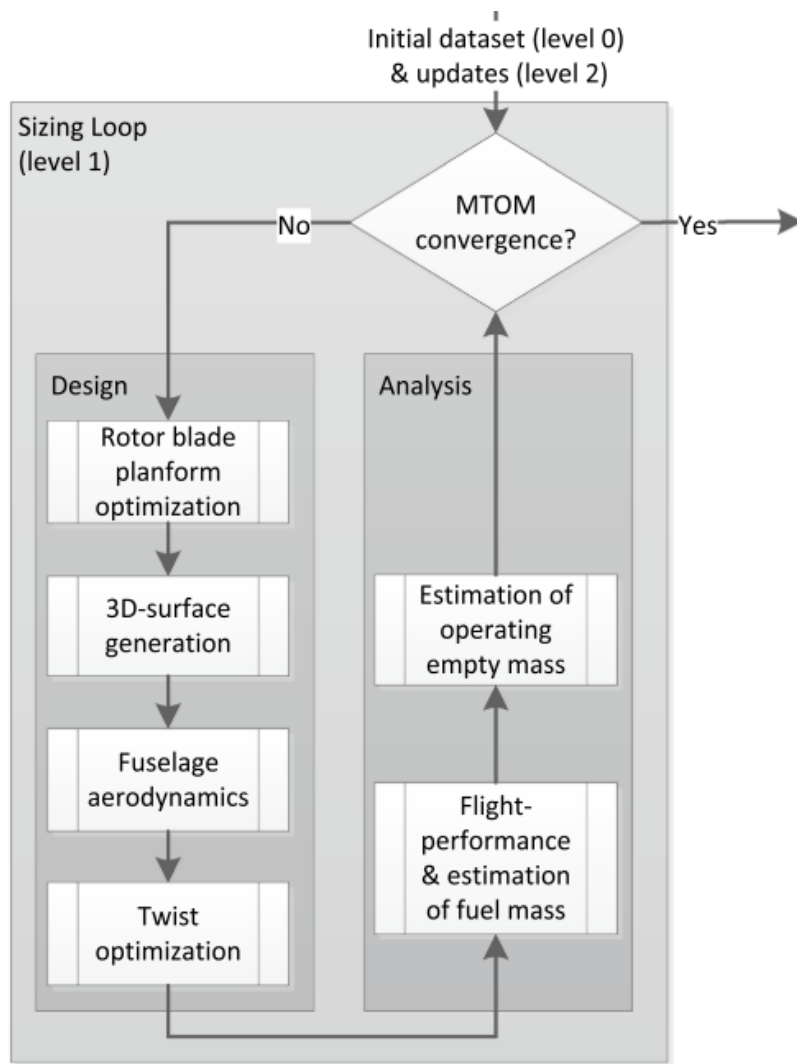 Initial dataset (level 0)
& updates (level 2)
Sizing Loop
(level 1)
MTOM
convergence?
No
Yes
Design
Rotor blade
planform
optimization
3D-surface
generation
Fuselage
aerodynamics
Twist
optimization
Analysis
Estimation of
operating
empty mass
Flight-
performance
& estimation
of fuel mass